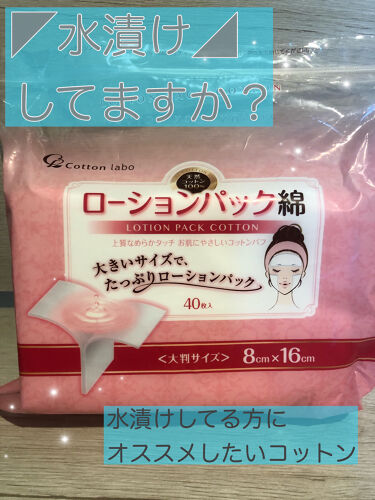 ◤水漬け◢
してますか？
Cotton labo
天然
コットン
100%
ローションパック綿
LOTION PACK COTTON
上質なめらかタッチ お肌にやさしいコットンパフ
大きいサイズで、
たっぷりローションパック
40枚入
＜大判サイズ＞ 8cm×16cm
水漬けしてる方に
オススメしたいコットン